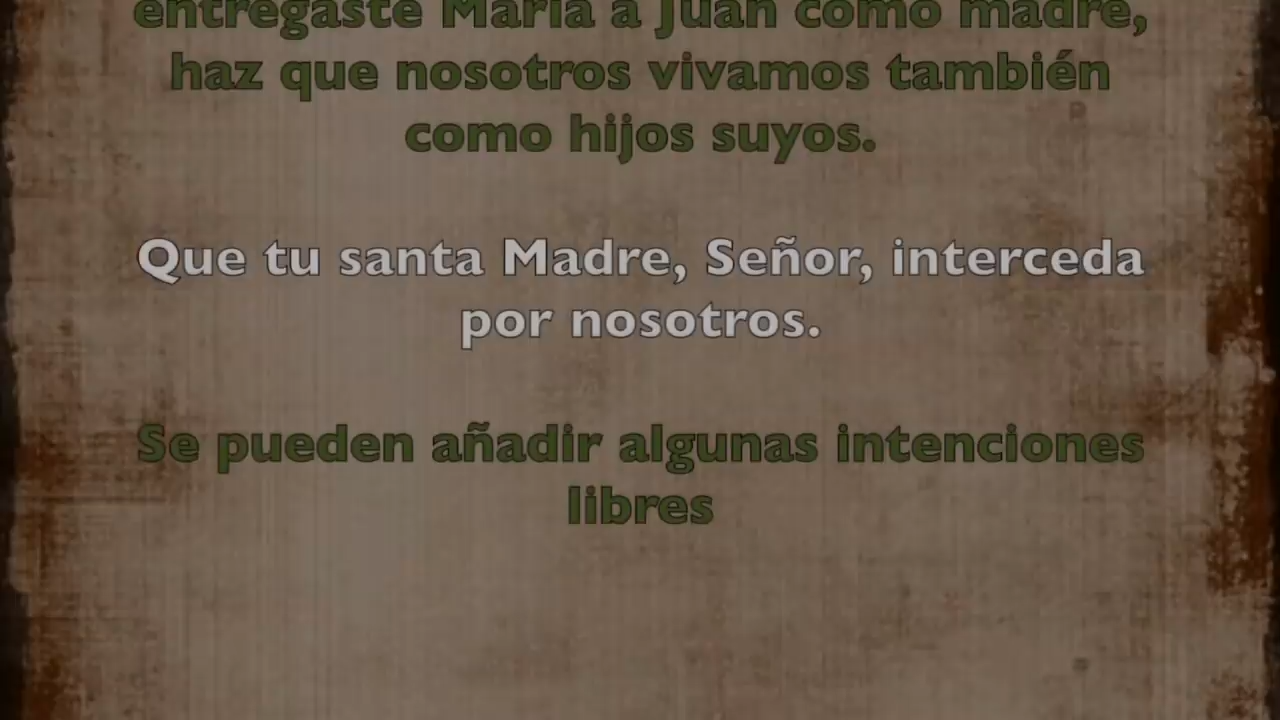 entregaste María a Juan como madre,
haz que nosotros vivamos también
como hijos suyos.
Que tu santa Madre, Señor, interceda
por nosotros.
Se pueden añadir algunas intenciones
libres